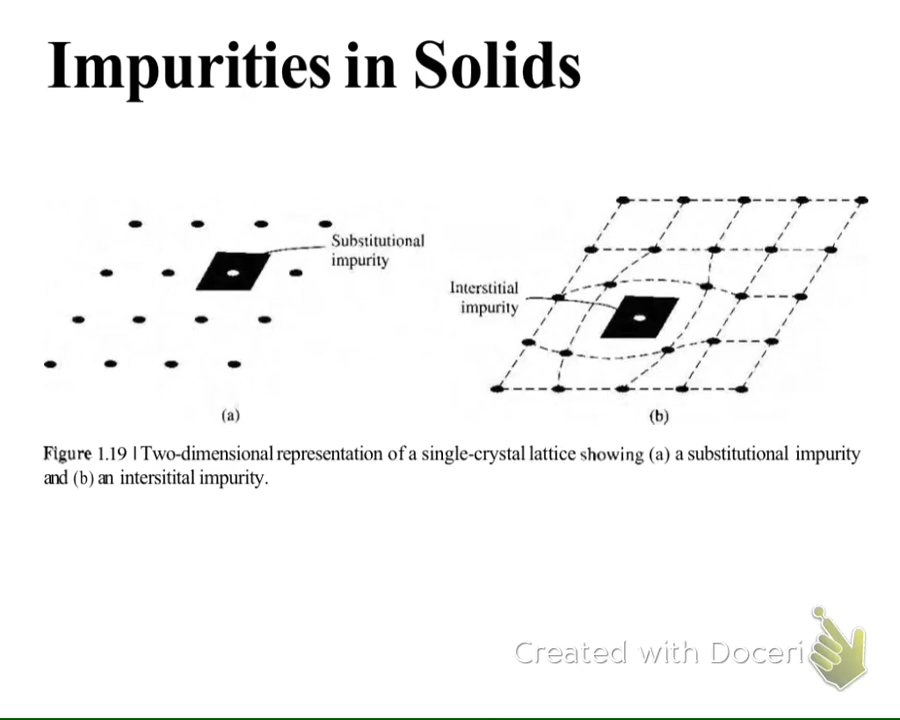 Impurities in Solids
Substitutional
impurity
Interstitial
impurity
(a)
(b)
Figure 1.19 | Two-dimensional representation of a single-crystal lattice showing (a) a substitutional impurity
and (b) an intersitital impurity.
Created with Doceri